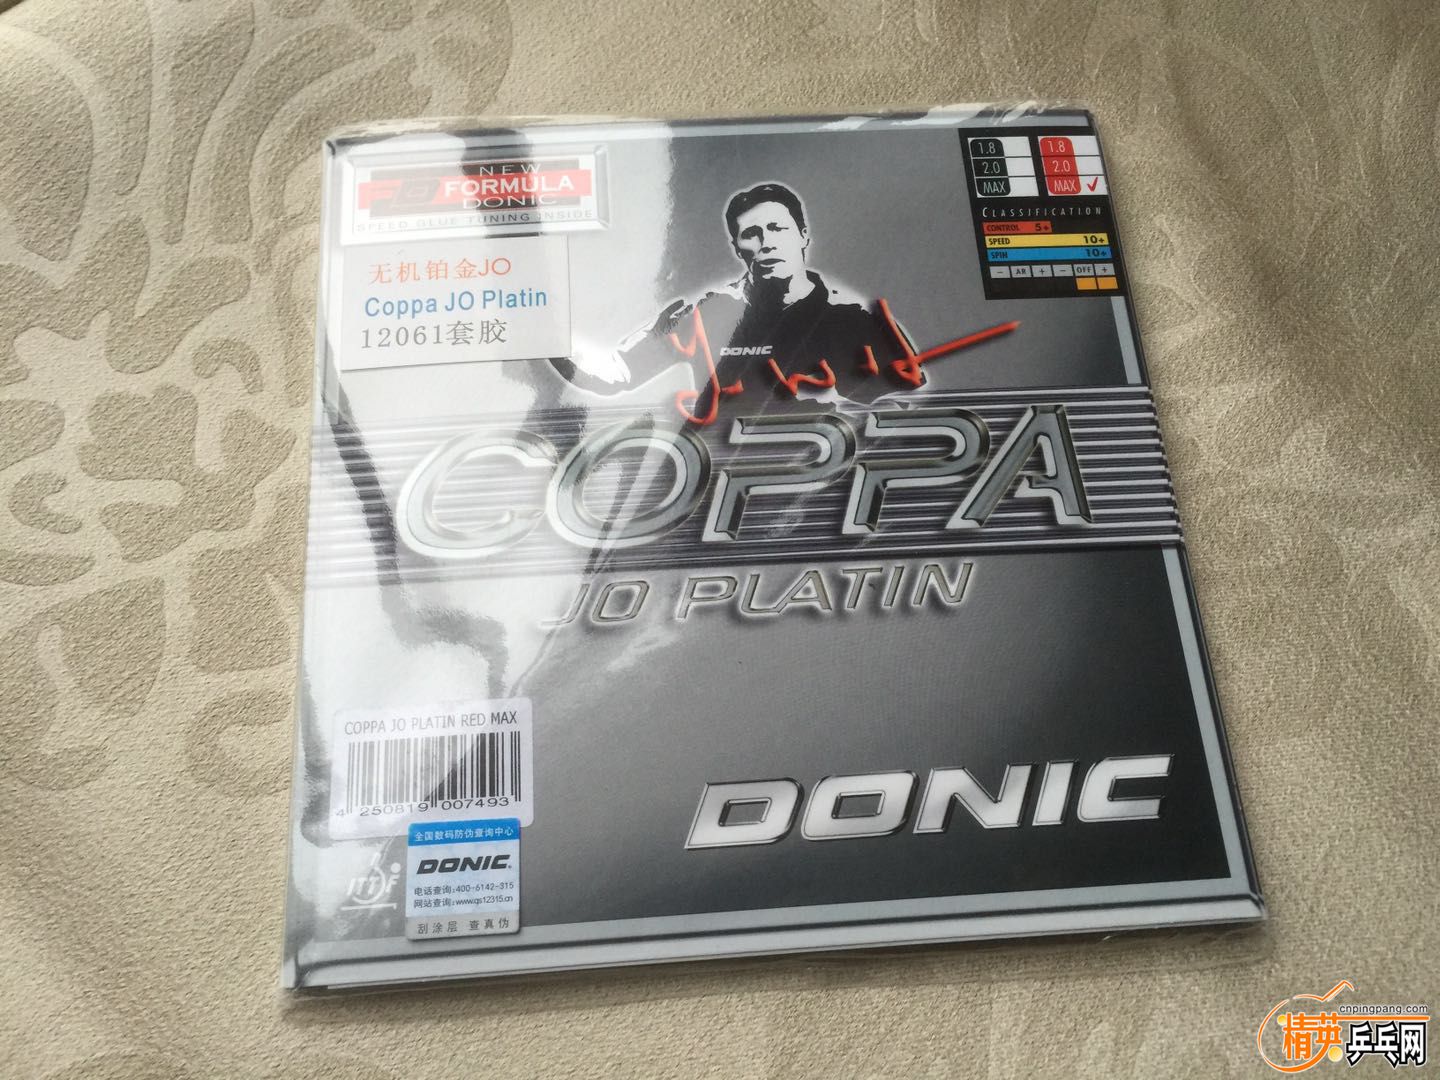 NEW
JO FORMULA
DONIC
SPEED GLUE TUNING INSIDE
无机铂金JO
Coppa JO Platin
12061套胶
1.8
2.0
MAX
1.8
2.0
MAX ✓
CLASSIFICATION
CONTROL 5+
SPEED 10+
SPIN 10+
− AR + − OFF +
DONIC
COPPA
JO PLATIN
COPPA JO PLATIN RED MAX
4 250819 007493
DONIC
全国数码防伪查询中心
DONIC
电话查询:400-6142-315
网站查询:www.qs12315.cn
刮涂层 查真伪
ITTF
cnpingpang.com
精英乒乓网